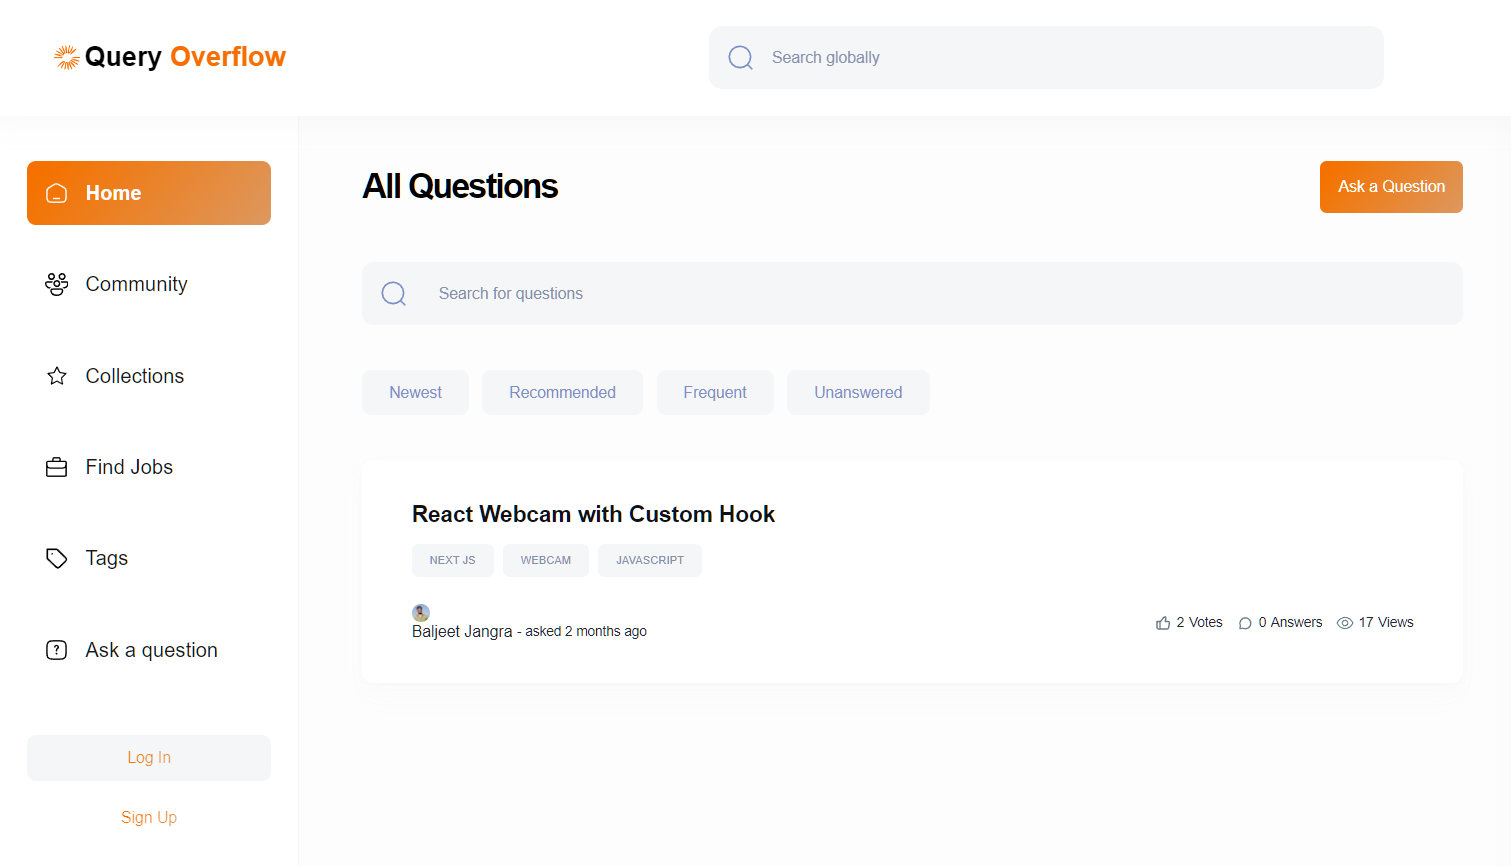 Query Overflow
Search globally
Home
Community
Collections
Find Jobs
Tags
Ask a question
Log In
Sign Up
All Questions
Ask a Question
Search for questions
Newest
Recommended
Frequent
Unanswered
React Webcam with Custom Hook
NEXT JS
WEBCAM
JAVASCRIPT
Baljeet Jangra - asked 2 months ago
2 Votes
0 Answers
17 Views